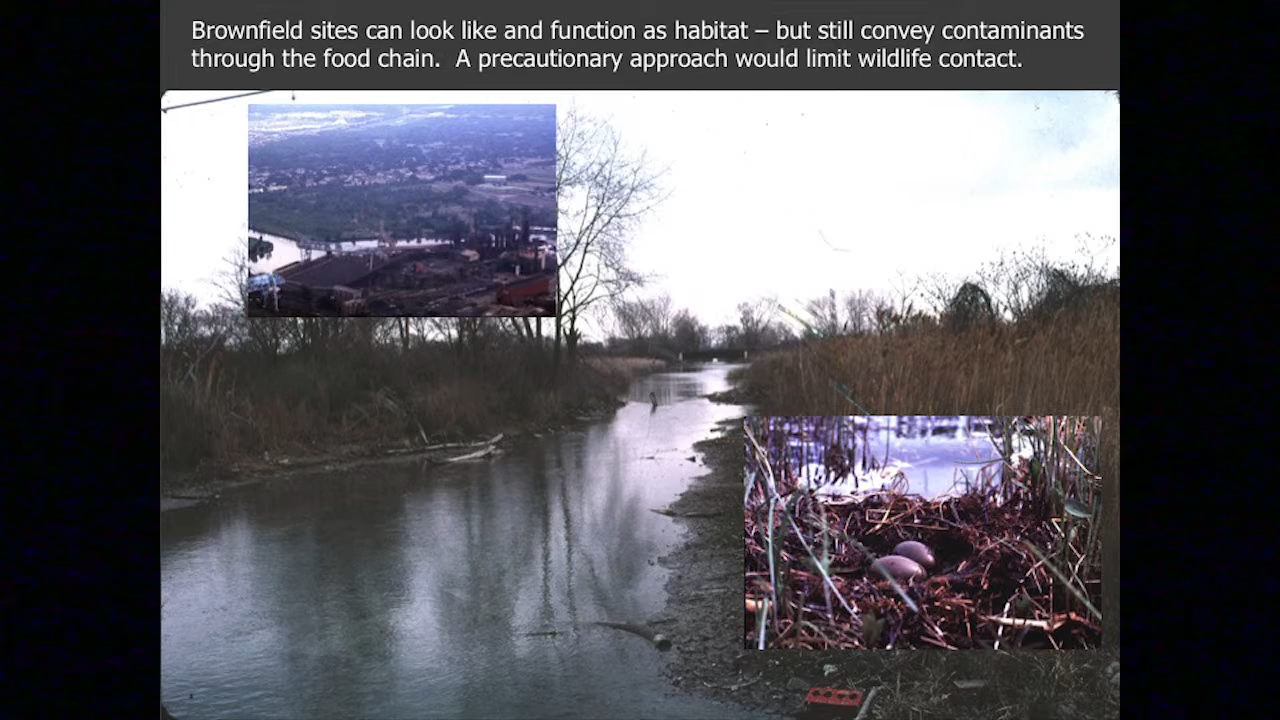 Brownfield sites can look like and function as habitat – but still convey contaminants
through the food chain.  A precautionary approach would limit wildlife contact.